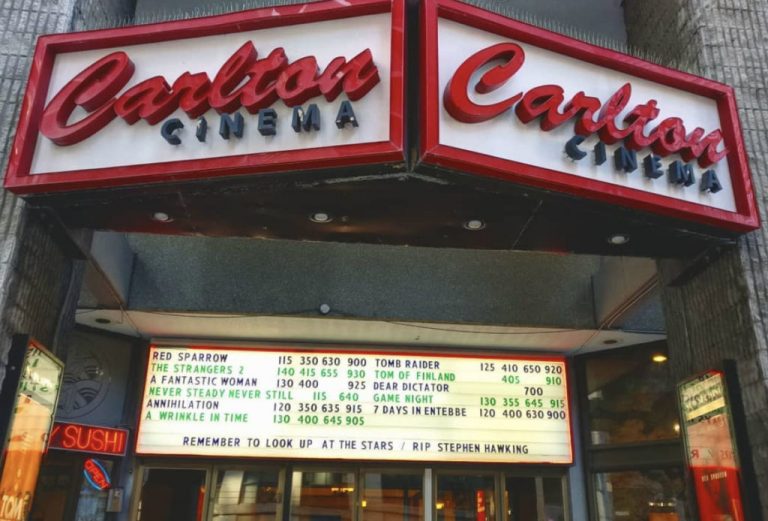 Carlton
CINEMA
Carlton
CINEMA
RED SPARROW 115 350 630 900
THE STRANGERS 2 140 415 655 930
A FANTASTIC WOMAN 130 400 925
NEVER STEADY NEVER STILL 115 640
ANNIHILATION 120 350 635 915
A WRINKLE IN TIME 130 400 645 905
TOMB RAIDER 125 410 650 920
TOM OF FINLAND 405 910
DEAR DICTATOR 700
GAME NIGHT 130 355 645 915
7 DAYS IN ENTEBBE 120 400 630 900
REMEMBER TO LOOK UP AT THE STARS / RIP STEPHEN HAWKING
SUSHI
OPEN